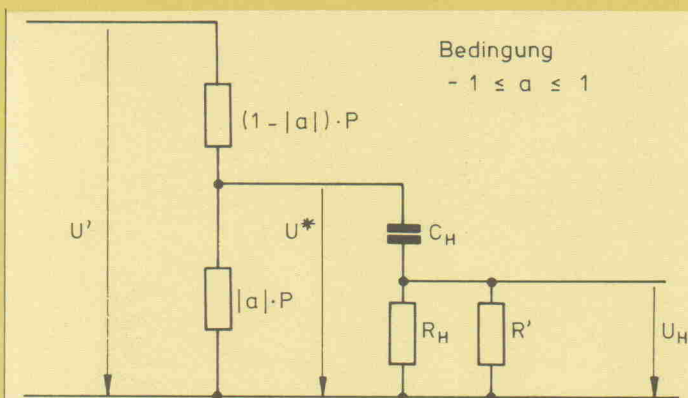 Bedingung
- 1 ≤ a ≤ 1
(1-|a|)·P
U'
U*
C_H
|a|·P
R_H
R'
U_H